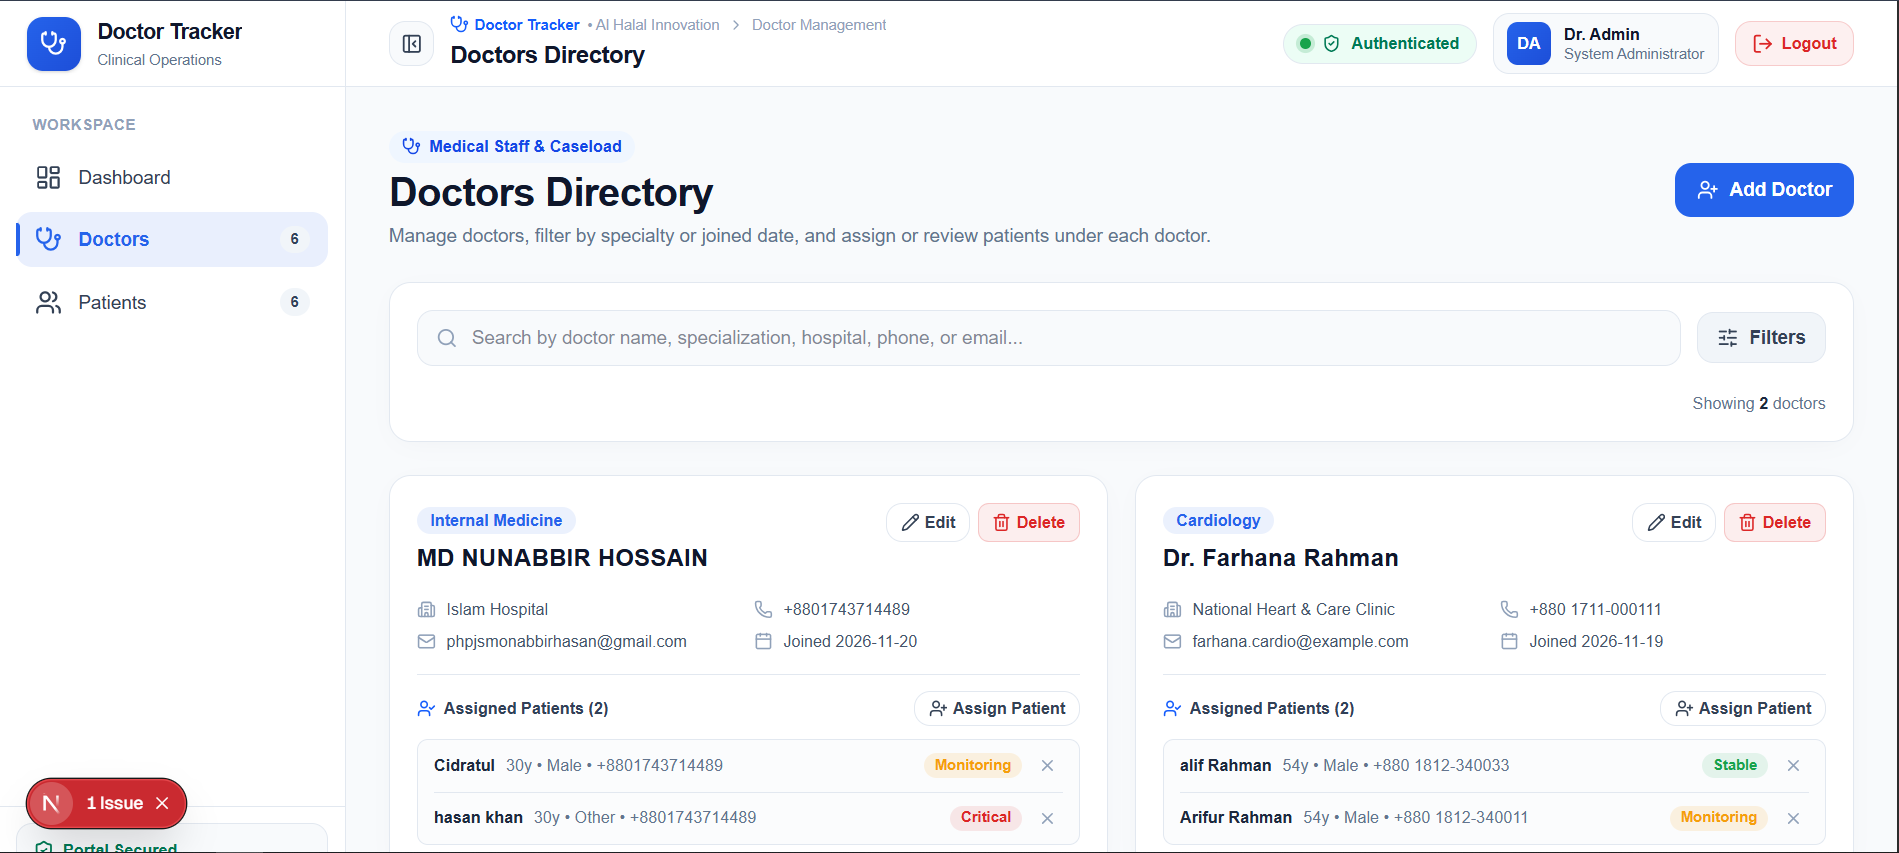 Doctor Tracker
Clinical Operations
WORKSPACE
Dashboard
Doctors 6
Patients 6
1 Issue
Portal Secured
Doctor Tracker • Al Halal Innovation > Doctor Management
Doctors Directory
Authenticated
DA
Dr. Admin
System Administrator
Logout
Medical Staff & Caseload
Doctors Directory
Manage doctors, filter by specialty or joined date, and assign or review patients under each doctor.
Add Doctor
Search by doctor name, specialization, hospital, phone, or email...
Filters
Showing 2 doctors
Internal Medicine
Edit Delete
MD NUNABBIR HOSSAIN
Islam Hospital +8801743714489
phpjsmonabbirhasan@gmail.com Joined 2026-11-20
Assigned Patients (2) Assign Patient
Cidratul 30y • Male • +8801743714489 Monitoring
hasan khan 30y • Other • +8801743714489 Critical
Cardiology
Edit Delete
Dr. Farhana Rahman
National Heart & Care Clinic +880 1711-000111
farhana.cardio@example.com Joined 2026-11-19
Assigned Patients (2) Assign Patient
alif Rahman 54y • Male • +880 1812-340033 Stable
Arifur Rahman 54y • Male • +880 1812-340011 Monitoring